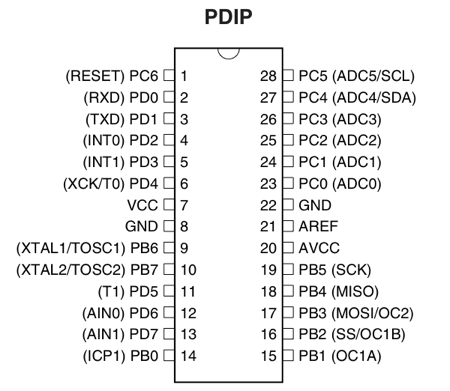 PDIP
(RESET) PC6 1 28 PC5 (ADC5/SCL)
(RXD) PD0 2 27 PC4 (ADC4/SDA)
(TXD) PD1 3 26 PC3 (ADC3)
(INT0) PD2 4 25 PC2 (ADC2)
(INT1) PD3 5 24 PC1 (ADC1)
(XCK/T0) PD4 6 23 PC0 (ADC0)
VCC 7 22 GND
GND 8 21 AREF
(XTAL1/TOSC1) PB6 9 20 AVCC
(XTAL2/TOSC2) PB7 10 19 PB5 (SCK)
(T1) PD5 11 18 PB4 (MISO)
(AIN0) PD6 12 17 PB3 (MOSI/OC2)
(AIN1) PD7 13 16 PB2 (SS/OC1B)
(ICP1) PB0 14 15 PB1 (OC1A)